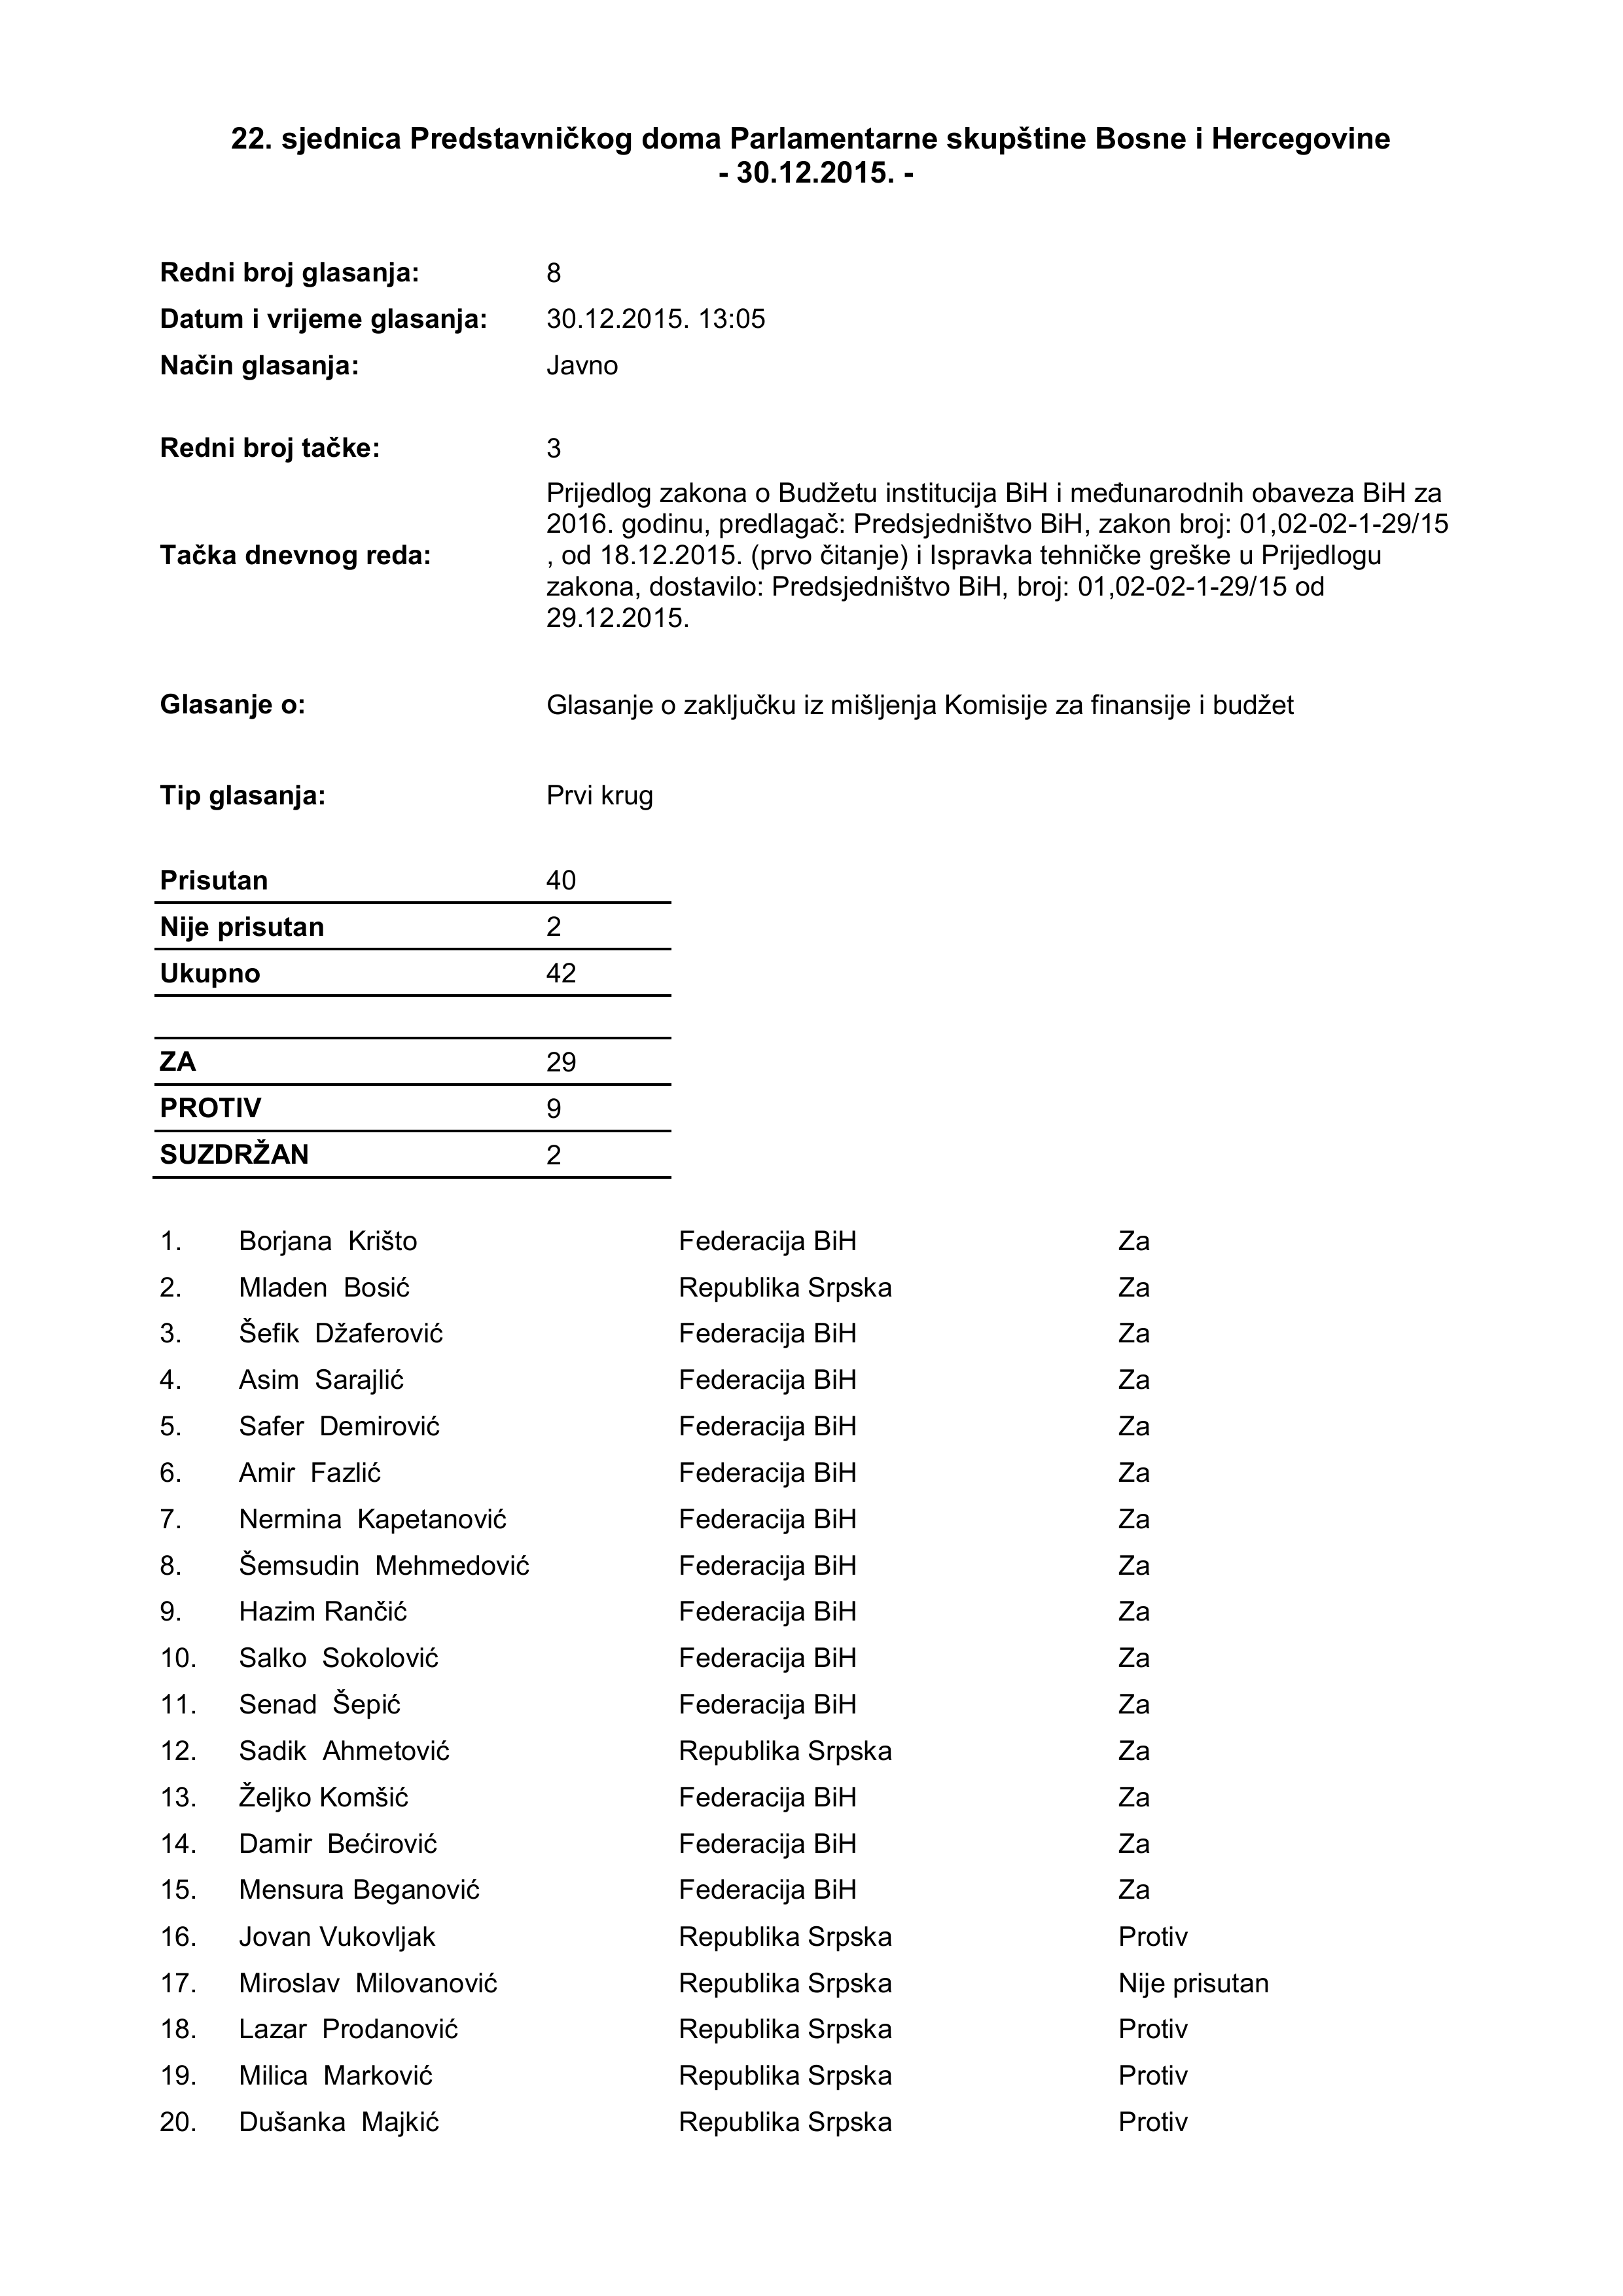 22. sjednica Predstavničkog doma Parlamentarne skupštine Bosne i Hercegovine
- 30.12.2015. -
Redni broj glasanja: 8
Datum i vrijeme glasanja: 30.12.2015. 13:05
Način glasanja: Javno
Redni broj tačke: 3
Tačka dnevnog reda: Prijedlog zakona o Budžetu institucija BiH i međunarodnih obaveza BiH za
2016. godinu, predlagač: Predsjedništvo BiH, zakon broj: 01,02-02-1-29/15
, od 18.12.2015. (prvo čitanje) i Ispravka tehničke greške u Prijedlogu
zakona, dostavilo: Predsjedništvo BiH, broj: 01,02-02-1-29/15 od
29.12.2015.
Glasanje o: Glasanje o zaključku iz mišljenja Komisije za finansije i budžet
Tip glasanja: Prvi krug
Prisutan 40
Nije prisutan 2
Ukupno 42
ZA 29
PROTIV 9
SUZDRŽAN 2
1. Borjana Krišto Federacija BiH Za
2. Mladen Bosić Republika Srpska Za
3. Šefik Džaferović Federacija BiH Za
4. Asim Sarajlić Federacija BiH Za
5. Safer Demirović Federacija BiH Za
6. Amir Fazlić Federacija BiH Za
7. Nermina Kapetanović Federacija BiH Za
8. Šemsudin Mehmedović Federacija BiH Za
9. Hazim Rančić Federacija BiH Za
10. Salko Sokolović Federacija BiH Za
11. Senad Šepić Federacija BiH Za
12. Sadik Ahmetović Republika Srpska Za
13. Željko Komšić Federacija BiH Za
14. Damir Bećirović Federacija BiH Za
15. Mensura Beganović Federacija BiH Za
16. Jovan Vukovljak Republika Srpska Protiv
17. Miroslav Milovanović Republika Srpska Nije prisutan
18. Lazar Prodanović Republika Srpska Protiv
19. Milica Marković Republika Srpska Protiv
20. Dušanka Majkić Republika Srpska Protiv